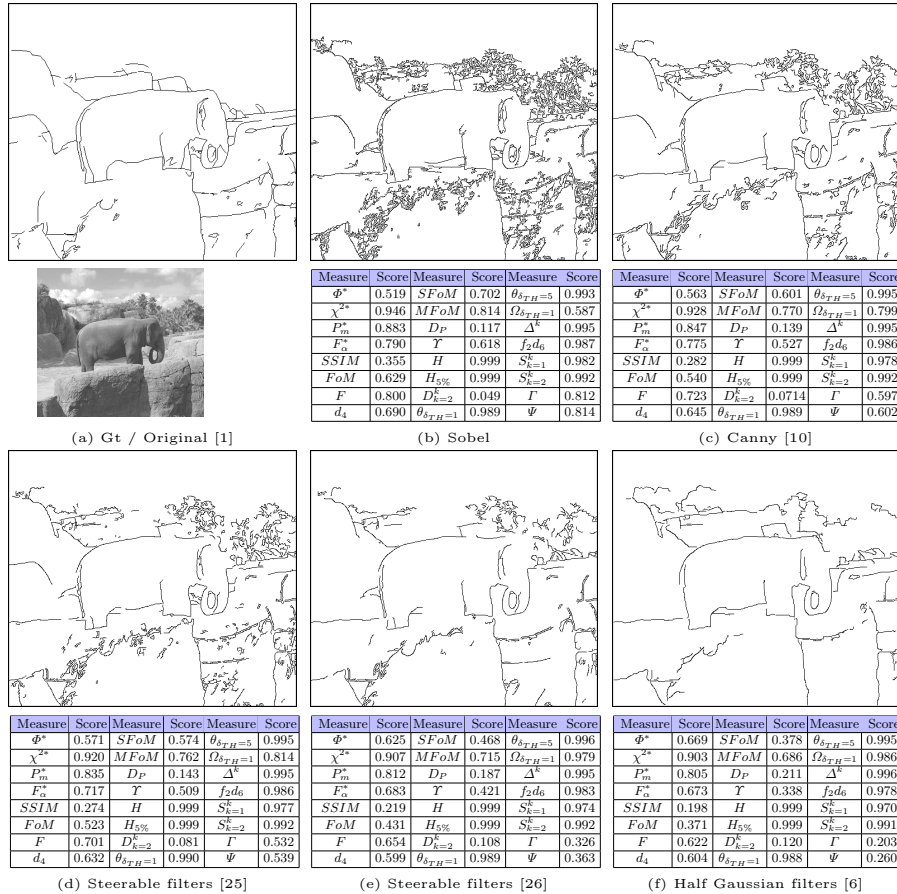 Measure Score Measure Score Measure Score
Φ* 0.519 SFoM 0.702 θδTH=5 0.993
χ2* 0.946 MFoM 0.814 ΩδTH=1 0.587
P*m 0.883 DP 0.117 Δk 0.995
F*α 0.790 Υ 0.618 f2d6 0.987
SSIM 0.355 H 0.999 Skk=1 0.982
FoM 0.629 H5% 0.999 Skk=2 0.992
F 0.800 Dkk=2 0.049 Γ 0.812
d4 0.690 θδTH=1 0.989 Ψ 0.814
Measure Score Measure Score Measure Score
Φ* 0.563 SFoM 0.601 θδTH=5 0.995
χ2* 0.928 MFoM 0.770 ΩδTH=1 0.799
P*m 0.847 DP 0.139 Δk 0.995
F*α 0.775 Υ 0.527 f2d6 0.986
SSIM 0.282 H 0.999 Skk=1 0.978
FoM 0.540 H5% 0.999 Skk=2 0.992
F 0.723 Dkk=2 0.0714 Γ 0.597
d4 0.645 θδTH=1 0.989 Ψ 0.602
(a) Gt / Original [1]
(b) Sobel
(c) Canny [10]
Measure Score Measure Score Measure Score
Φ* 0.571 SFoM 0.574 θδTH=5 0.995
χ2* 0.920 MFoM 0.762 ΩδTH=1 0.814
P*m 0.835 DP 0.143 Δk 0.995
F*α 0.717 Υ 0.509 f2d6 0.986
SSIM 0.274 H 0.999 Skk=1 0.977
FoM 0.523 H5% 0.999 Skk=2 0.992
F 0.701 Dkk=2 0.081 Γ 0.532
d4 0.632 θδTH=1 0.990 Ψ 0.539
Measure Score Measure Score Measure Score
Φ* 0.625 SFoM 0.468 θδTH=5 0.996
χ2* 0.907 MFoM 0.715 ΩδTH=1 0.979
P*m 0.812 DP 0.187 Δk 0.995
F*α 0.683 Υ 0.421 f2d6 0.983
SSIM 0.219 H 0.999 Skk=1 0.974
FoM 0.431 H5% 0.999 Skk=2 0.992
F 0.654 Dkk=2 0.108 Γ 0.326
d4 0.599 θδTH=1 0.989 Ψ 0.363
Measure Score Measure Score Measure Score
Φ* 0.669 SFoM 0.378 θδTH=5 0.995
χ2* 0.903 MFoM 0.686 ΩδTH=1 0.986
P*m 0.805 DP 0.211 Δk 0.996
F*α 0.673 Υ 0.338 f2d6 0.978
SSIM 0.198 H 0.999 Skk=1 0.970
FoM 0.371 H5% 0.999 Skk=2 0.991
F 0.622 Dkk=2 0.120 Γ 0.203
d4 0.604 θδTH=1 0.988 Ψ 0.260
(d) Steerable filters [25]
(e) Steerable filters [26]
(f) Half Gaussian filters [6]